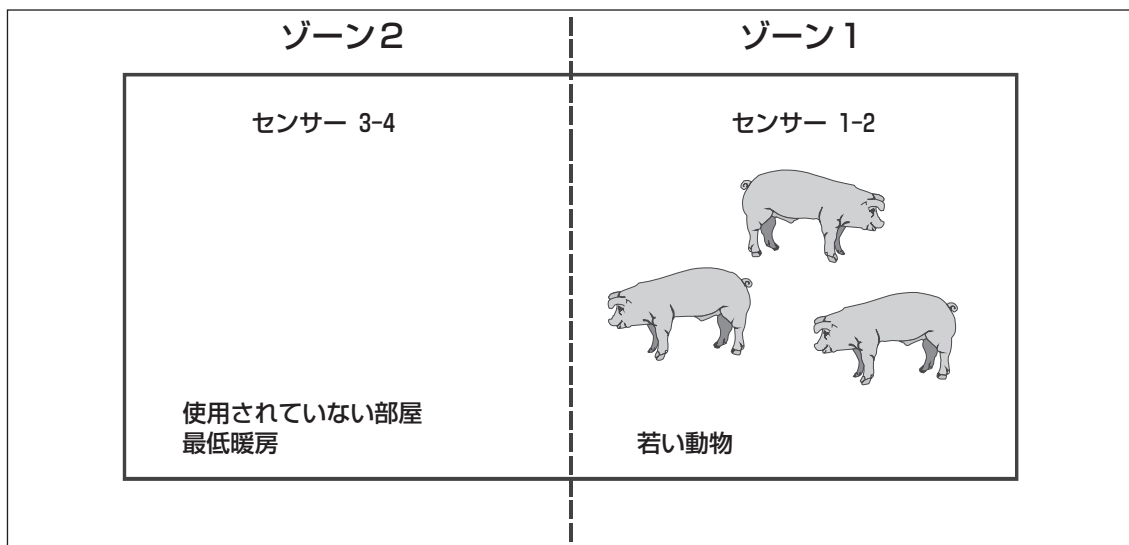 ゾーン2
ゾーン1
センサー 3-4
センサー 1-2
使用されていない部屋
最低暖房
若い動物